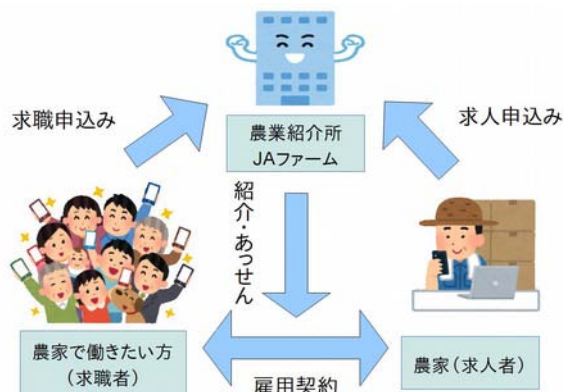 求職申込み
求人申込み
農業紹介所
JAファーム
紹介・あっせん
農家で働きたい方
(求職者)
雇用契約
農家(求人者)